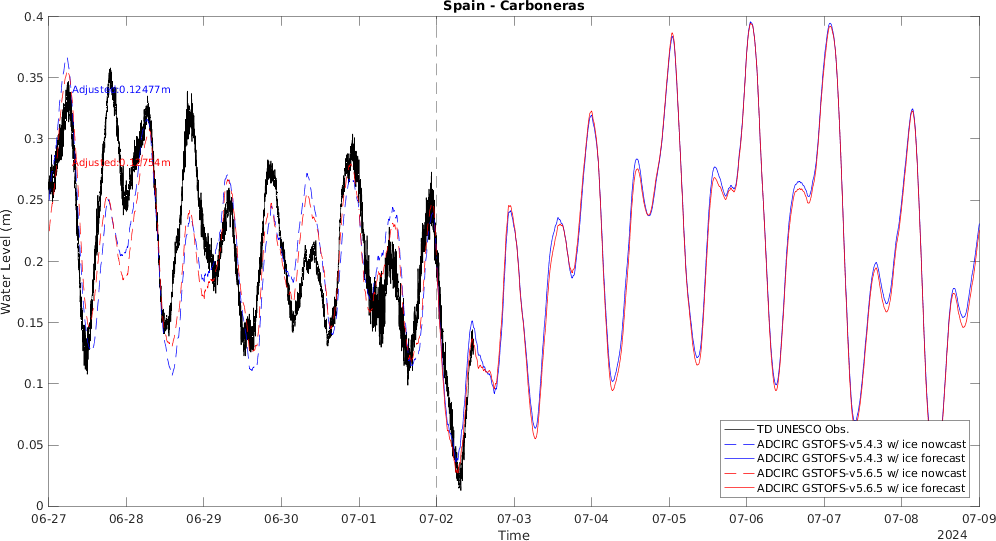 Spain - Carboneras
0.4
0.35
0.3
0.25
0.2
0.15
0.1
0.05
0
Water Level (m)
Adjusted:0.12477m
Adjusted:0.12754m
TD UNESCO Obs.
ADCIRC GSTOFS-v5.4.3 w/ ice nowcast
ADCIRC GSTOFS-v5.4.3 w/ ice forecast
ADCIRC GSTOFS-v5.6.5 w/ ice nowcast
ADCIRC GSTOFS-v5.6.5 w/ ice forecast
06-27 06-28 06-29 06-30 07-01 07-02 07-03 07-04 07-05 07-06 07-07 07-08 07-09
Time
2024